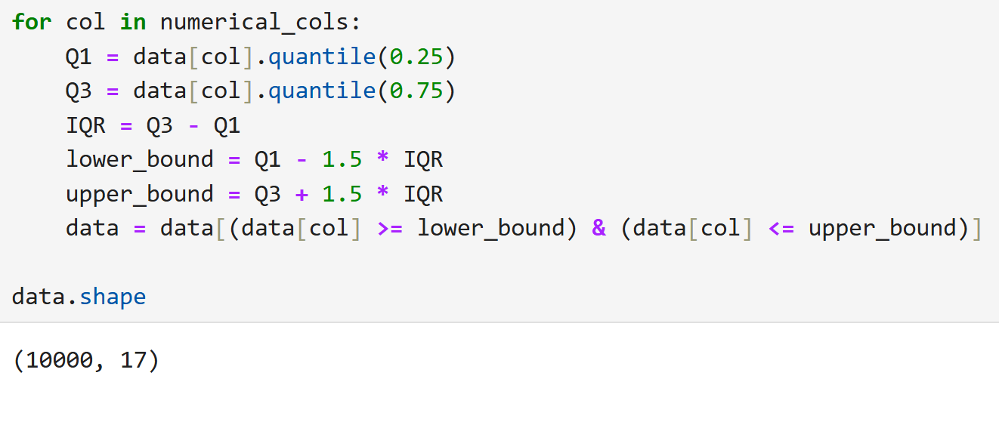 for col in numerical_cols:
    Q1 = data[col].quantile(0.25)
    Q3 = data[col].quantile(0.75)
    IQR = Q3 - Q1
    lower_bound = Q1 - 1.5 * IQR
    upper_bound = Q3 + 1.5 * IQR
    data = data[(data[col] >= lower_bound) & (data[col] <= upper_bound)]
data.shape
(10000, 17)